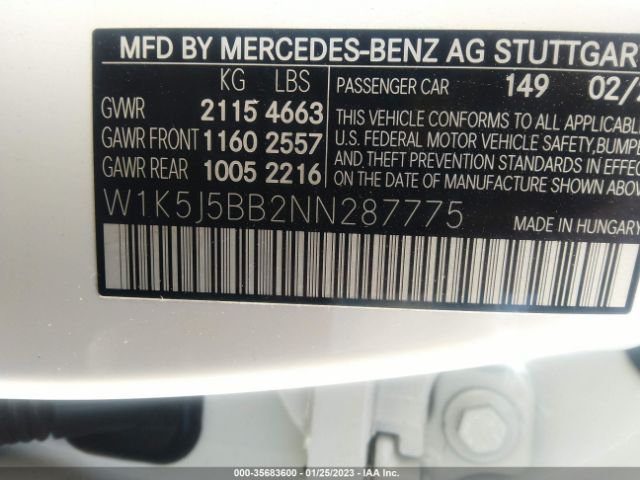 MFD BY MERCEDES-BENZ AG STUTTGAR
KG LBS PASSENGER CAR 149 02/
GVWR 2115 4663
GAWR FRONT 1160 2557
GAWR REAR 1005 2216
THIS VEHICLE CONFORMS TO ALL APPLICABL
U.S. FEDERAL MOTOR VEHICLE SAFETY, BUMPE
AND THEFT PREVENTION STANDARDS IN EFFEC
ON THE DATE OF MANUFACTURE SHOWN ABOV
W1K5J5BB2NN287775
MADE IN HUNGARY
000-35683600 - 01/25/2023 - IAA Inc.